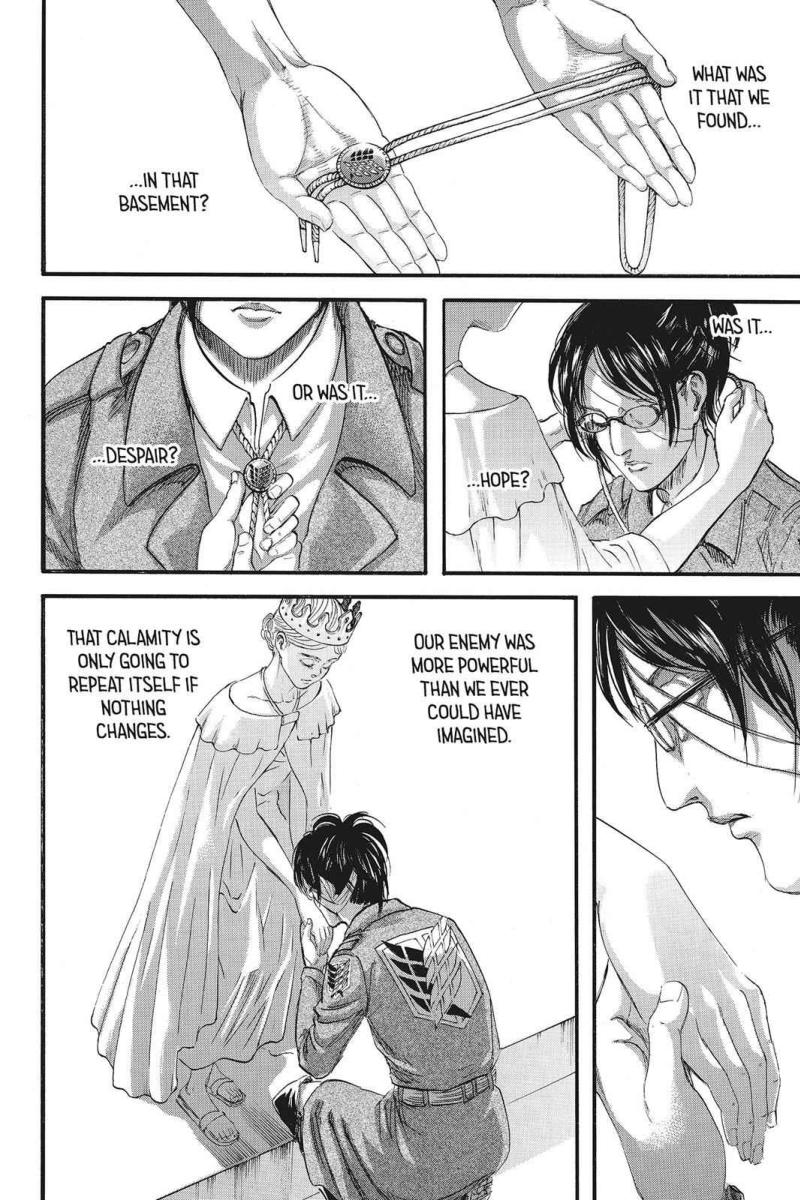 WHAT WAS
IT THAT WE
FOUND...
...IN THAT
BASEMENT?
WAS IT...
...HOPE?
OR WAS IT...
...DESPAIR?
OUR ENEMY WAS
MORE POWERFUL
THAN WE EVER
COULD HAVE
IMAGINED.
THAT CALAMITY IS
ONLY GOING TO
REPEAT ITSELF IF
NOTHING
CHANGES.